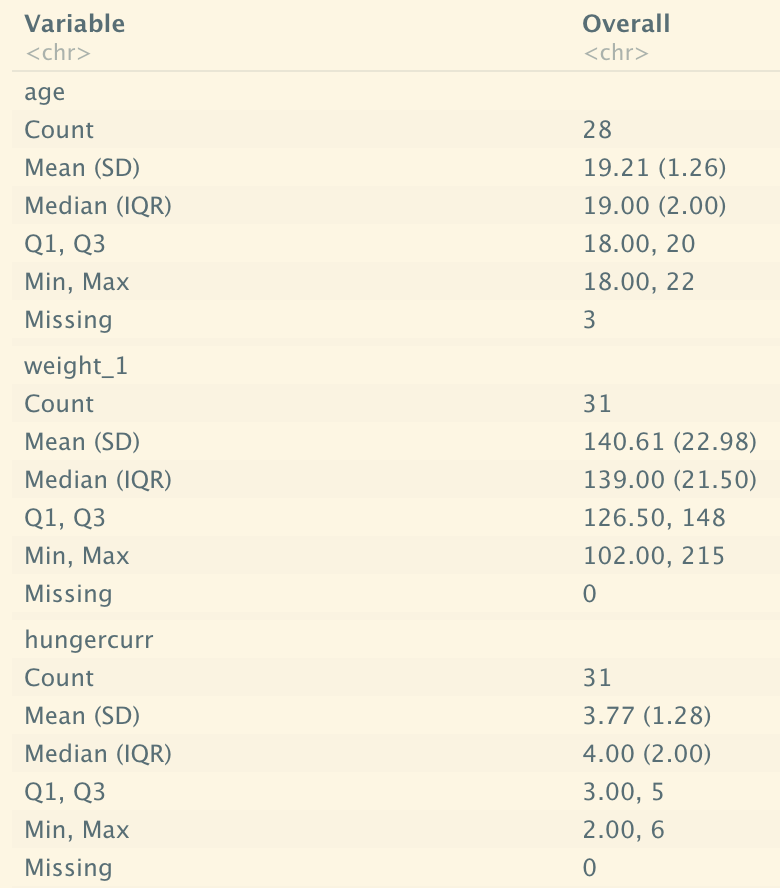 Variable Overall
<chr> <chr>
age
Count 28
Mean (SD) 19.21 (1.26)
Median (IQR) 19.00 (2.00)
Q1, Q3 18.00, 20
Min, Max 18.00, 22
Missing 3
weight_1
Count 31
Mean (SD) 140.61 (22.98)
Median (IQR) 139.00 (21.50)
Q1, Q3 126.50, 148
Min, Max 102.00, 215
Missing 0
hungercurr
Count 31
Mean (SD) 3.77 (1.28)
Median (IQR) 4.00 (2.00)
Q1, Q3 3.00, 5
Min, Max 2.00, 6
Missing 0